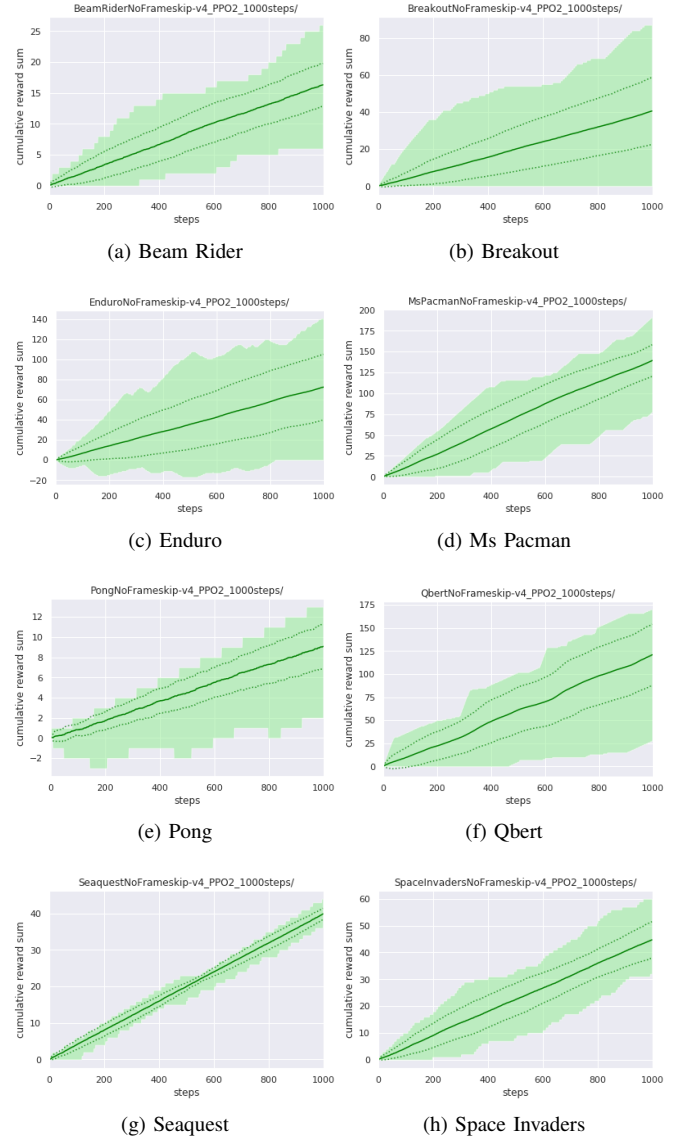 BeamRiderNoFrameskip-v4_PPO2_1000steps/
cumulative reward sum
25
20
15
10
5
0
0 200 400 600 800 1000
steps
(a) Beam Rider
BreakoutNoFrameskip-v4_PPO2_1000steps/
cumulative reward sum
80
60
40
20
0
0 200 400 600 800 1000
steps
(b) Breakout
EnduroNoFrameskip-v4_PPO2_1000steps/
cumulative reward sum
140
120
100
80
60
40
20
0
−20
0 200 400 600 800 1000
steps
(c) Enduro
MsPacmanNoFrameskip-v4_PPO2_1000steps/
cumulative reward sum
200
175
150
125
100
75
50
25
0
0 200 400 600 800 1000
steps
(d) Ms Pacman
PongNoFrameskip-v4_PPO2_1000steps/
cumulative reward sum
12
10
8
6
4
2
0
−2
0 200 400 600 800 1000
steps
(e) Pong
QbertNoFrameskip-v4_PPO2_1000steps/
cumulative reward sum
175
150
125
100
75
50
25
0
0 200 400 600 800 1000
steps
(f) Qbert
SeaquestNoFrameskip-v4_PPO2_1000steps/
cumulative reward sum
40
30
20
10
0
0 200 400 600 800 1000
steps
(g) Seaquest
SpaceInvadersNoFrameskip-v4_PPO2_1000steps/
cumulative reward sum
60
50
40
30
20
10
0
0 200 400 600 800 1000
steps
(h) Space Invaders